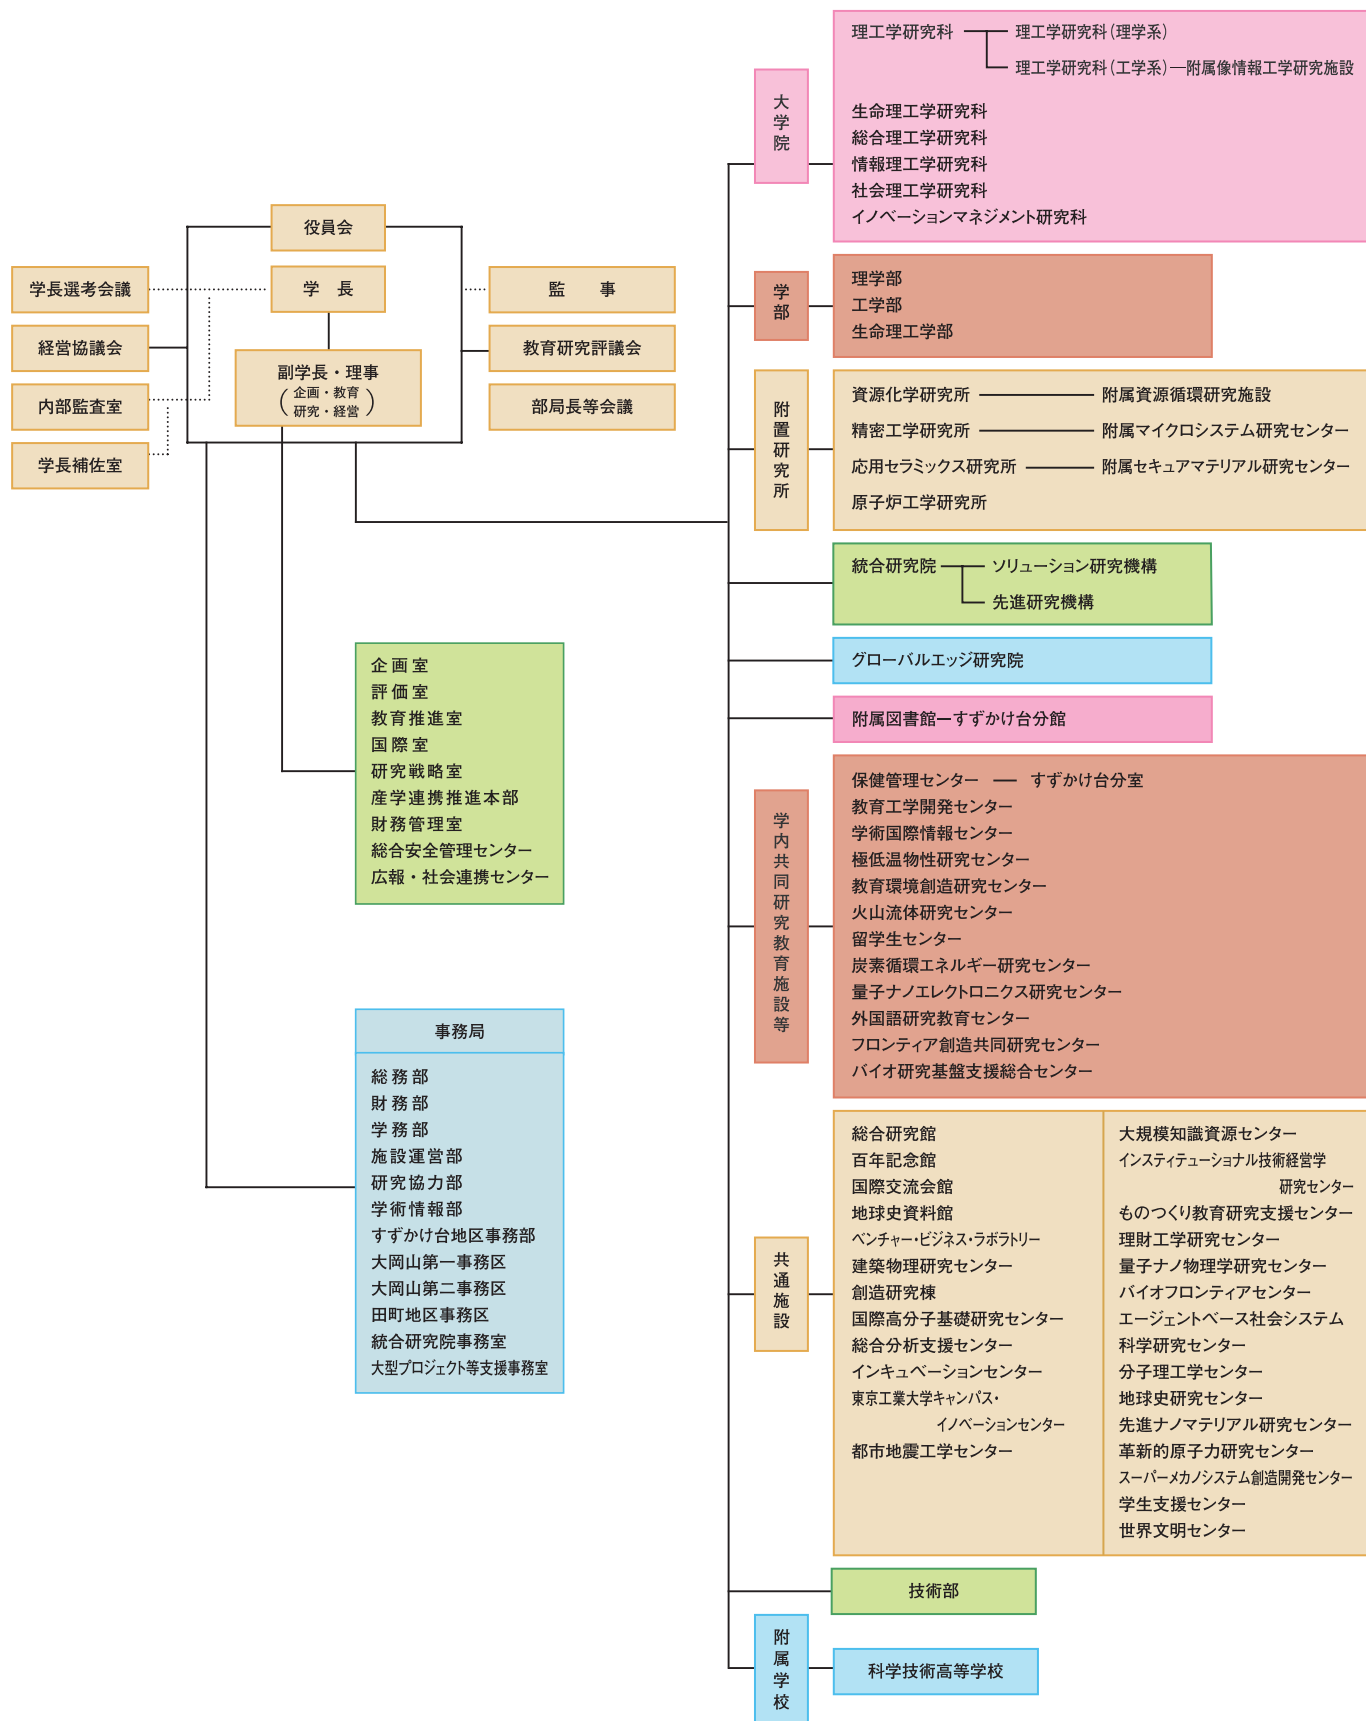 役員会
学長選考会議
学 長
監 事
経営協議会
副学長・理事
(企画・教育
研究・経営)
教育研究評議会
内部監査室
部局長等会議
学長補佐室
企画室
評価室
教育推進室
国際室
研究戦略室
産学連携推進本部
財務管理室
総合安全管理センター
広報・社会連携センター
事務局
総務部
財務部
学務部
施設運営部
研究協力部
学術情報部
すずかけ台地区事務部
大岡山第一事務区
大岡山第二事務区
田町地区事務区
統合研究院事務室
大型プロジェクト等支援事務室
大学院
理工学研究科 理工学研究科(理学系)
理工学研究科(工学系)―附属像情報工学研究施設
生命理工学研究科
総合理工学研究科
情報理工学研究科
社会理工学研究科
イノベーションマネジメント研究科
学部
理学部
工学部
生命理工学部
附置研究所
資源化学研究所 附属資源循環研究施設
精密工学研究所 附属マイクロシステム研究センター
応用セラミックス研究所 附属セキュアマテリアル研究センター
原子炉工学研究所
統合研究院 ソリューション研究機構
先進研究機構
グローバルエッジ研究院
附属図書館―すずかけ台分館
学内共同研究教育施設等
保健管理センター ― すずかけ台分室
教育工学開発センター
学術国際情報センター
極低温物性研究センター
教育環境創造研究センター
火山流体研究センター
留学生センター
炭素循環エネルギー研究センター
量子ナノエレクトロニクス研究センター
外国語研究教育センター
フロンティア創造共同研究センター
バイオ研究基盤支援総合センター
共通施設
総合研究館
百年記念館
国際交流会館
地球史資料館
ベンチャー・ビジネス・ラボラトリー
建築物理研究センター
創造研究棟
国際高分子基礎研究センター
総合分析支援センター
インキュベーションセンター
東京工業大学キャンパス・
イノベーションセンター
都市地震工学センター
大規模知識資源センター
インスティテューショナル技術経営学
研究センター
ものつくり教育研究支援センター
理財工学研究センター
量子ナノ物理学研究センター
バイオフロンティアセンター
エージェントベース社会システム
科学研究センター
分子理工学センター
地球史研究センター
先進ナノマテリアル研究センター
革新的原子力研究センター
スーパーメカノシステム創造開発センター
学生支援センター
世界文明センター
技術部
附属学校
科学技術高等学校